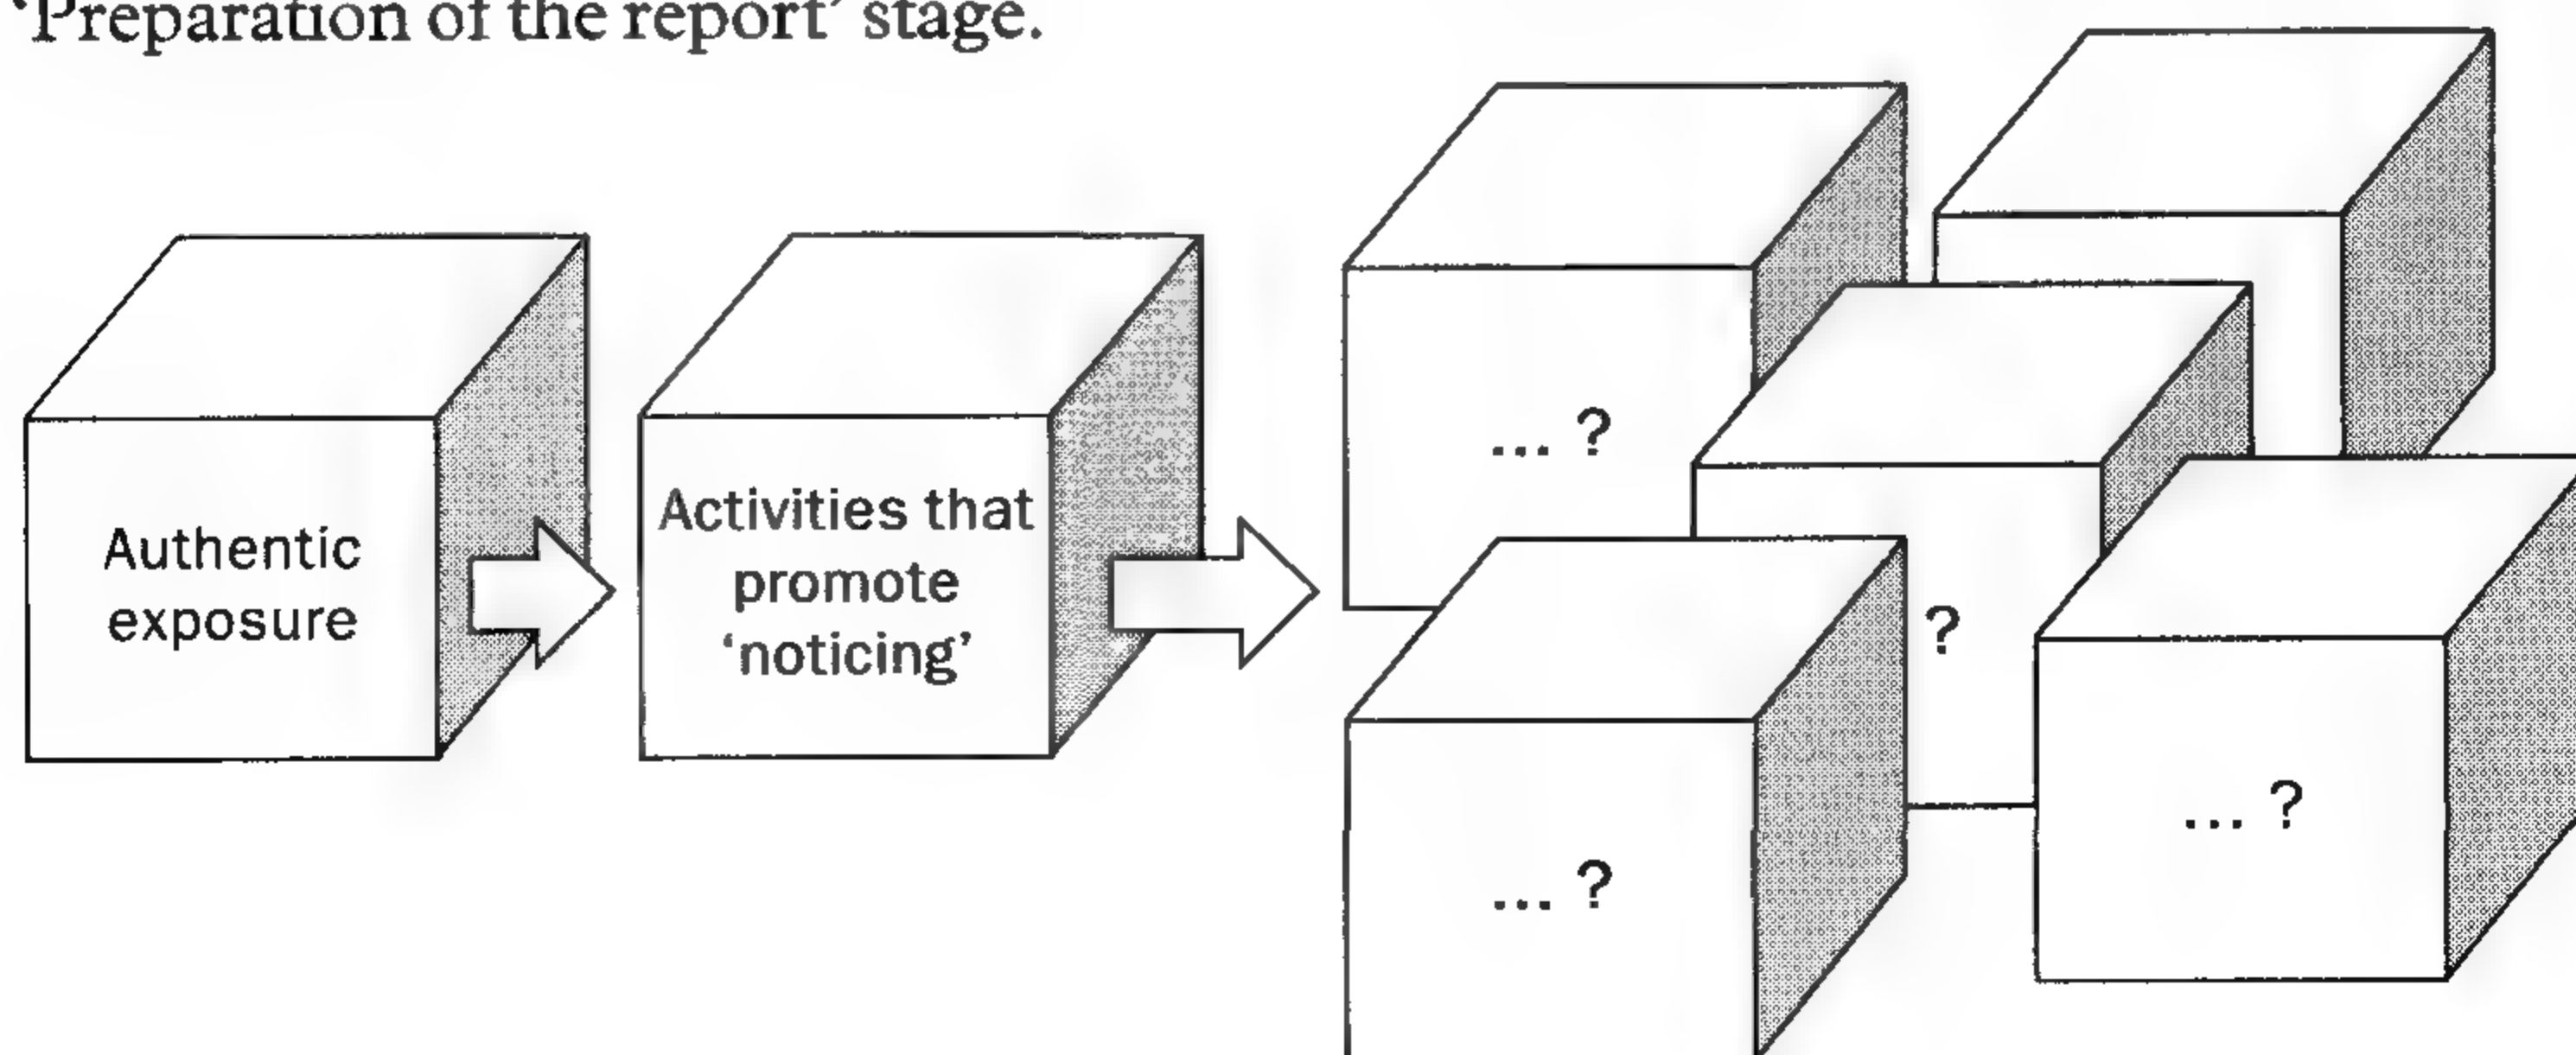 ‘Preparation of the report’ stage.
Authentic
exposure
Activities that
promote
‘noticing’
... ?
?
... ?
... ?